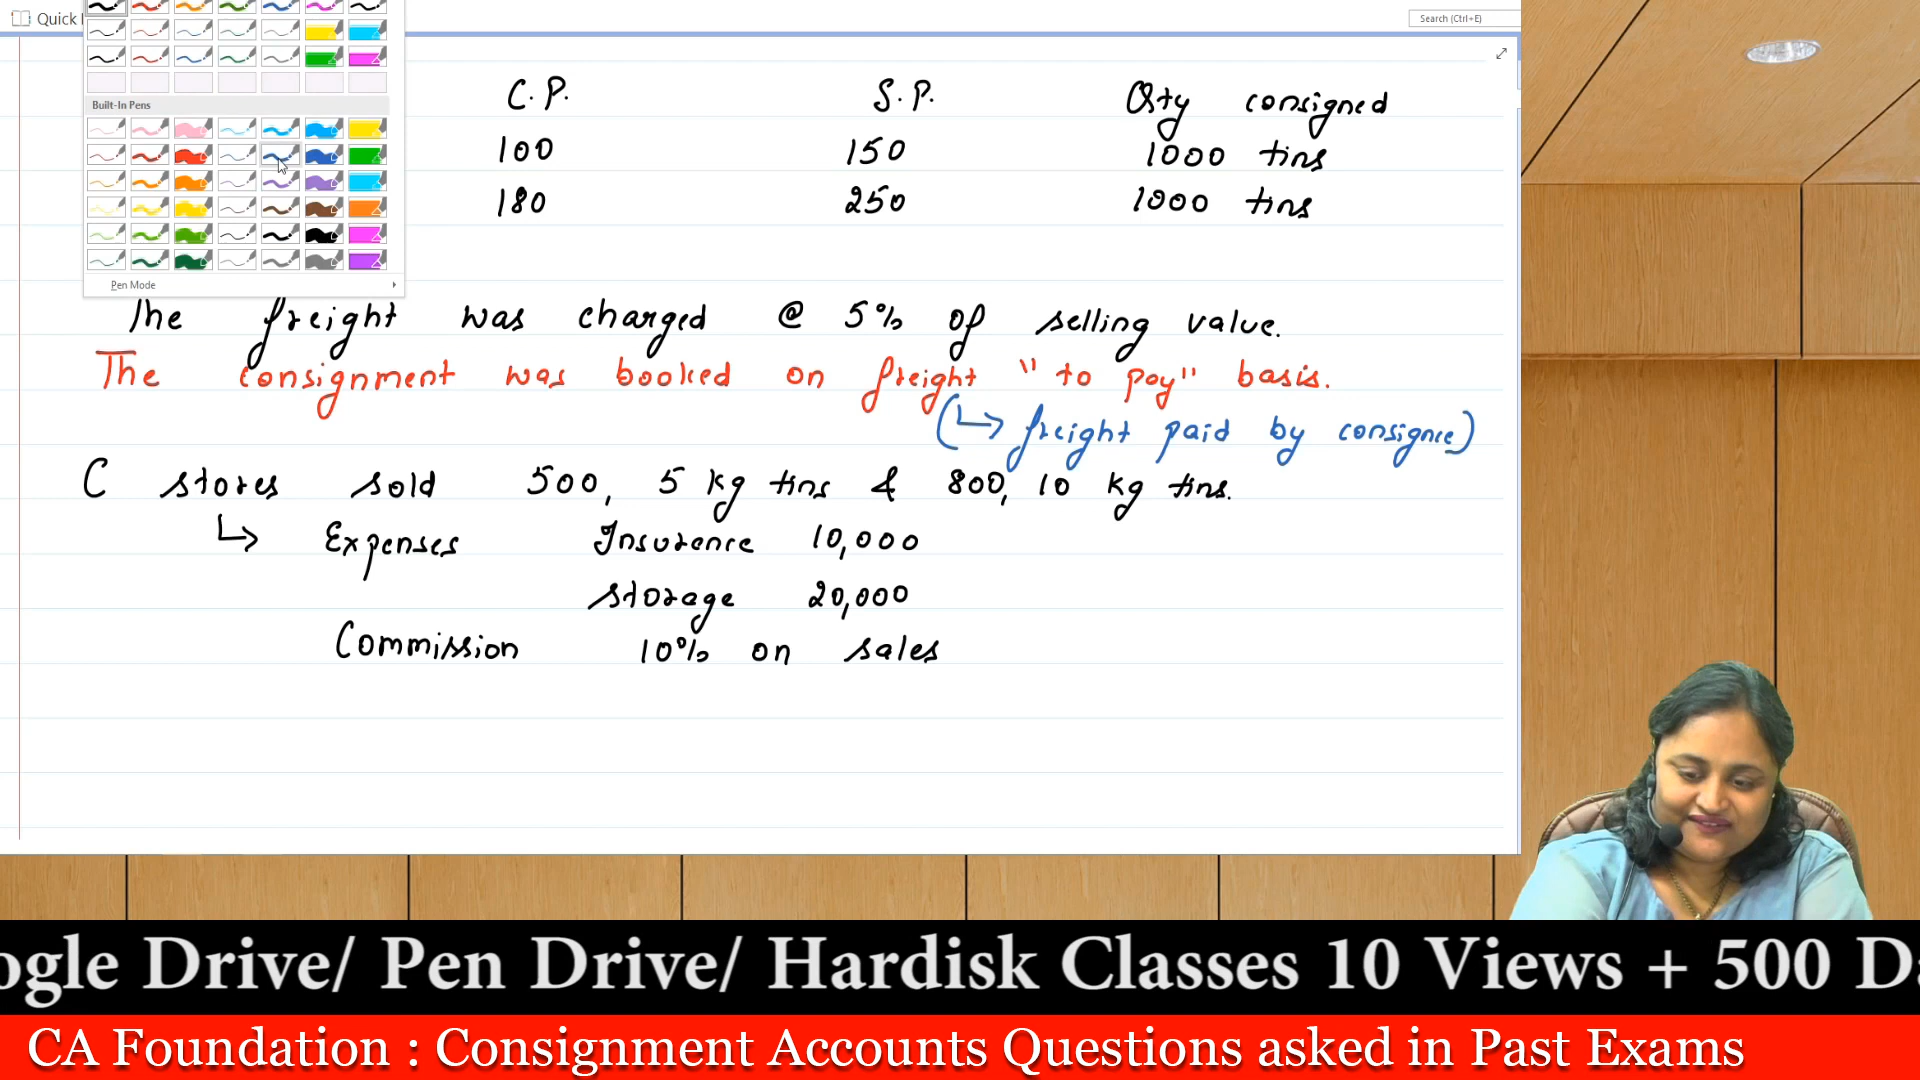 Quick
Search (Ctrl+E)
Built-In Pens
Pen Mode
C.P. S.P. Qty consigned
100 150 1000 tins
180 250 1000 tins
The freight was charged @ 5% of selling value.
The consignment was booked on freight "to pay" basis.
(↳ freight paid by consignee)
C stores sold 500, 5 kg tins & 800, 10 kg tins.
↳ Expenses Insurance 10,000
Storage 20,000
Commission 10% on sales
ogle Drive/ Pen Drive/ Hardisk Classes 10 Views + 500 Da
CA Foundation : Consignment Accounts Questions asked in Past Exams